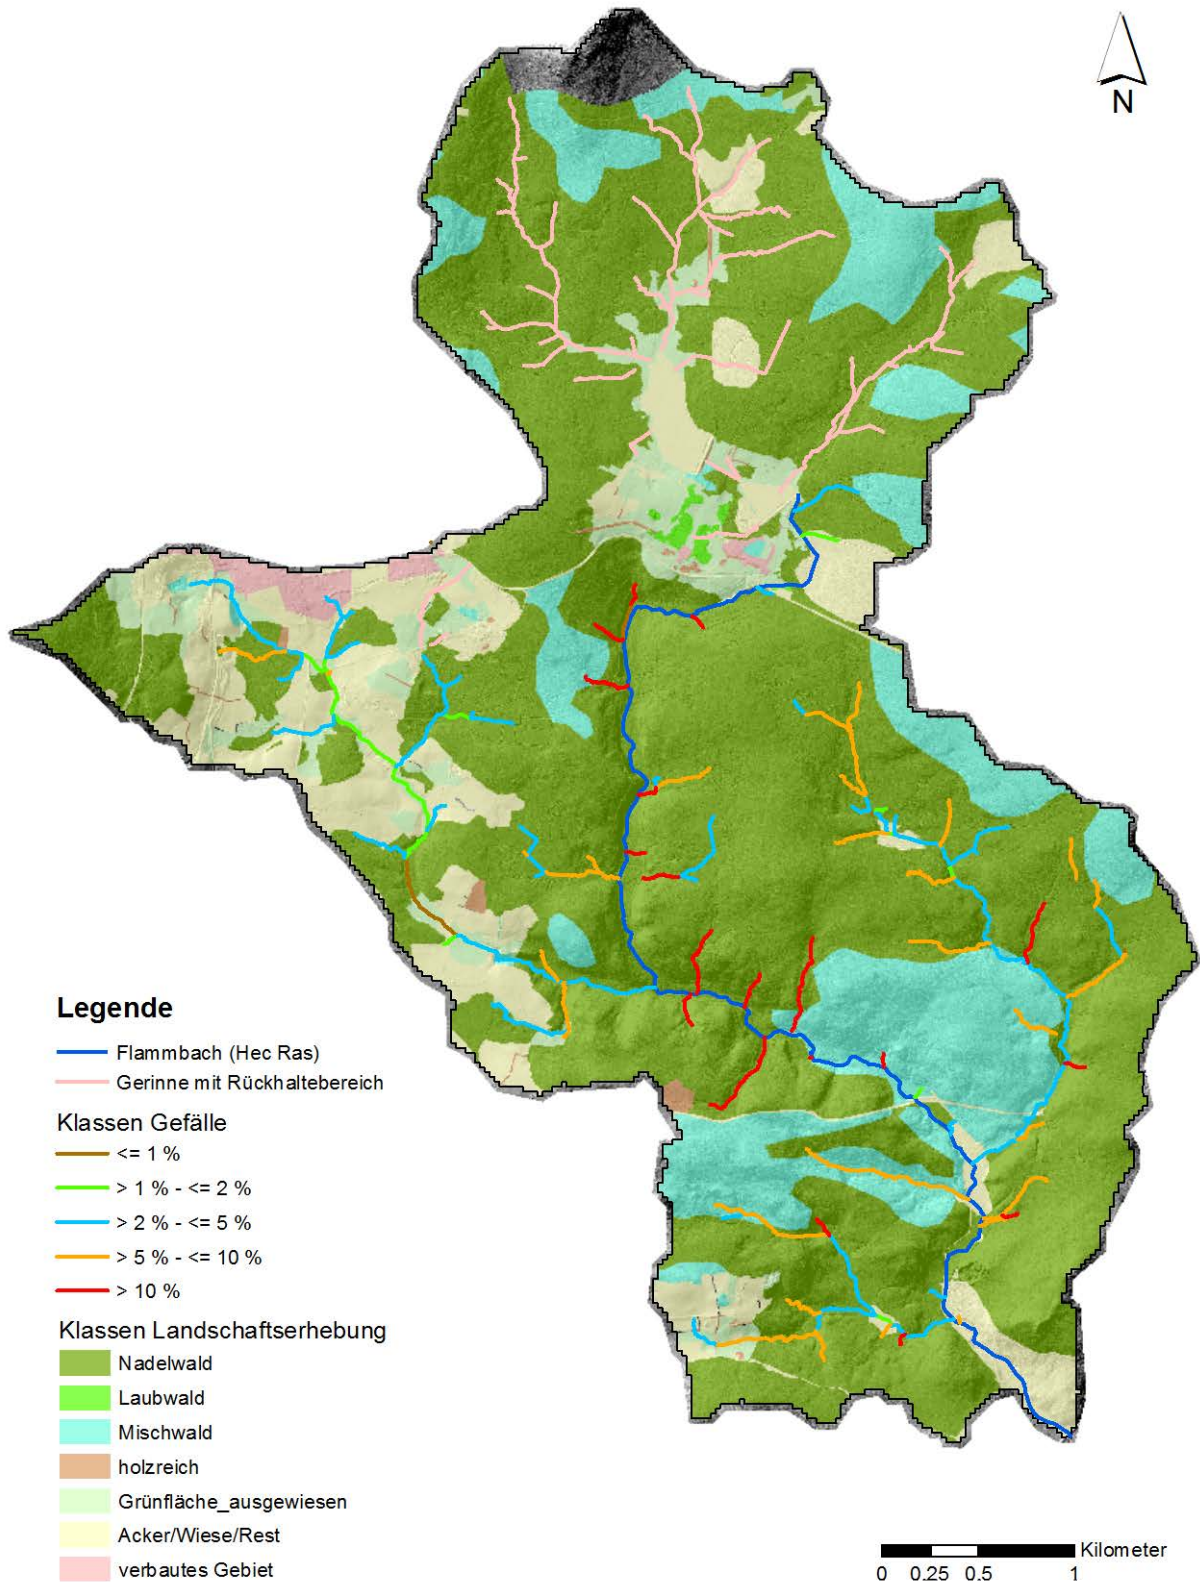 N
Legende
Flammbach (Hec Ras)
Gerinne mit Rückhaltebereich
Klassen Gefälle
<= 1 %
> 1 % - <= 2 %
> 2 % - <= 5 %
> 5 % - <= 10 %
> 10 %
Klassen Landschaftserhebung
Nadelwald
Laubwald
Mischwald
holzreich
Grünfläche_ausgewiesen
Acker/Wiese/Rest
verbautes Gebiet
Kilometer
0 0.25 0.5 1